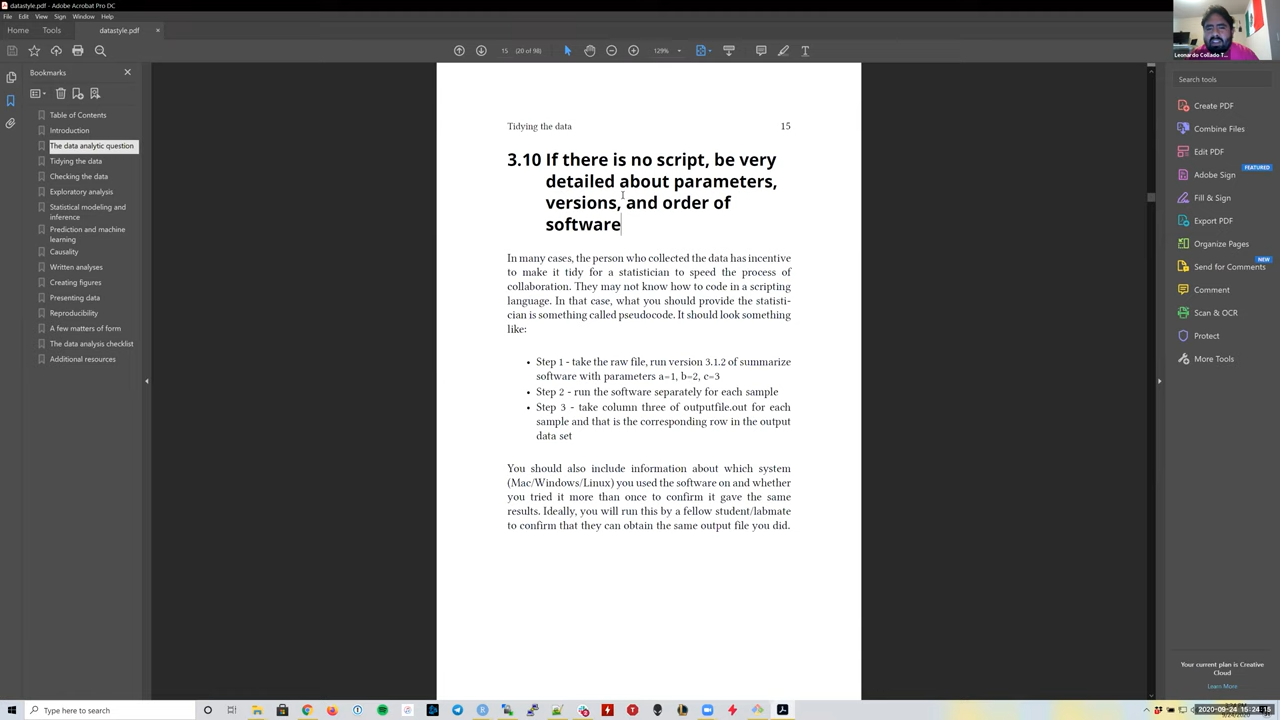 datastyle.pdf - Adobe Acrobat Pro DC
File Edit View Sign Window Help
Home Tools datastyle.pdf ×
15 (20 of 98) 129%
Leonardo Collado T...
Bookmarks
Table of Contents
Introduction
The data analytic question
Tidying the data
Checking the data
Exploratory analysis
Statistical modeling and
inference
Prediction and machine
learning
Causality
Written analyses
Creating figures
Presenting data
Reproducibility
A few matters of form
The data analysis checklist
Additional resources
Tidying the data 15
3.10 If there is no script, be very
detailed about parameters,
versions, and order of
software
In many cases, the person who collected the data has incentive
to make it tidy for a statistician to speed the process of
collaboration. They may not know how to code in a scripting
language. In that case, what you should provide the statisti-
cian is something called pseudocode. It should look something
like:
• Step 1 - take the raw file, run version 3.1.2 of summarize
software with parameters a=1, b=2, c=3
• Step 2 - run the software separately for each sample
• Step 3 - take column three of outputfile.out for each
sample and that is the corresponding row in the output
data set
You should also include information about which system
(Mac/Windows/Linux) you used the software on and whether
you tried it more than once to confirm it gave the same
results. Ideally, you will run this by a fellow student/labmate
to confirm that they can obtain the same output file you did.
Search tools
Create PDF
Combine Files
Edit PDF
FEATURED
Adobe Sign
Fill & Sign
Export PDF
Organize Pages
NEW
Send for Comments
Comment
Scan & OCR
Protect
More Tools
Your current plan is Creative
Cloud
Learn More
Type here to search
2020-09-24 15:24:15